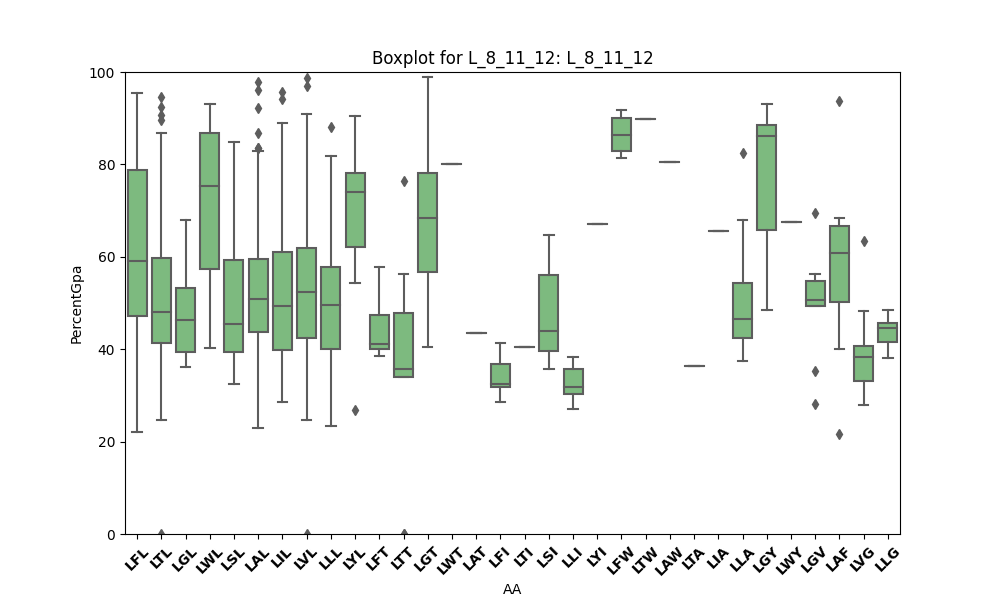 Boxplot for L_8_11_12: L_8_11_12
100
80
60
40
20
0
PercentGpa
LFL LTL LGL LWL LSL LAL LIL LVL LLL LYL LFT LTT LGT LWT LAT LFI LTI LSI LLI LYI LFW LTW LAW LTA LIA LLA LGY LWY LGV LAF LVG LLG
AA